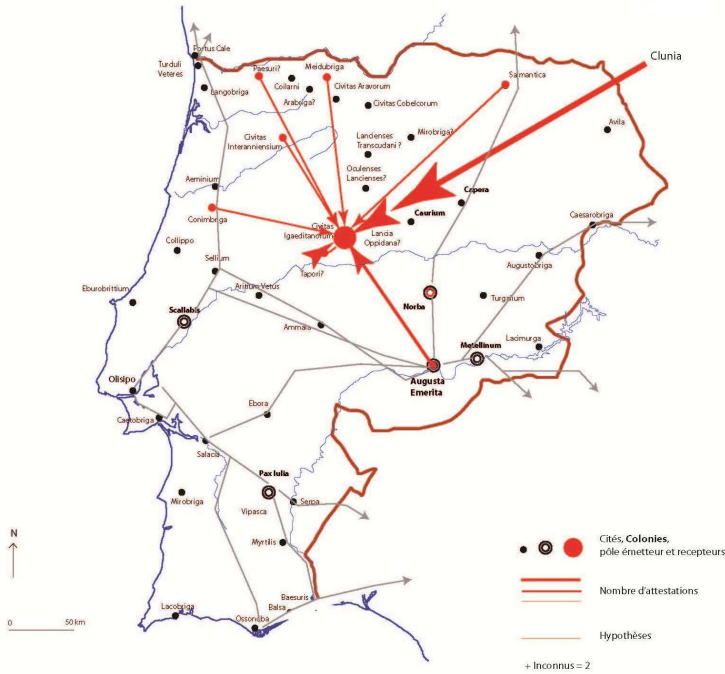 Clunia
Portus Cale
Turduli
Veteres
Langobriga
Paesuri?
Coilarni
Meidubriga
Arabriga?
Civitas Aravorum
Civitas Cobelcorum
Salmantica
Avila
Civitas
Interanniensium
Lancienses
Transcudani ?
Mirobriga?
Oculenses
Lancienses?
Aeminium
Conimbriga
Capera
Caurium
Civitas
Igaeditanorum
Lancia
Oppidana?
Caesarobriga
Collippo
Sellium
Tapori?
Augustobriga
Eburobrittium
Aritium Vetus
Norba
Turgalium
Scallabis
Ammaia
Lacimurga
Metellinum
Olisipo
Augusta
Emerita
Ebora
Caetobriga
Salacia
Pax Iulia
Mirobriga
Serpa
Vipasca
Myrtilis
Baesuris
Balsa
Lacobriga
Ossonoba
N
0 50 km
Cités, Colonies,
pôle émetteur et recepteurs
Nombre d'attestations
Hypothèses
+ Inconnus = 2